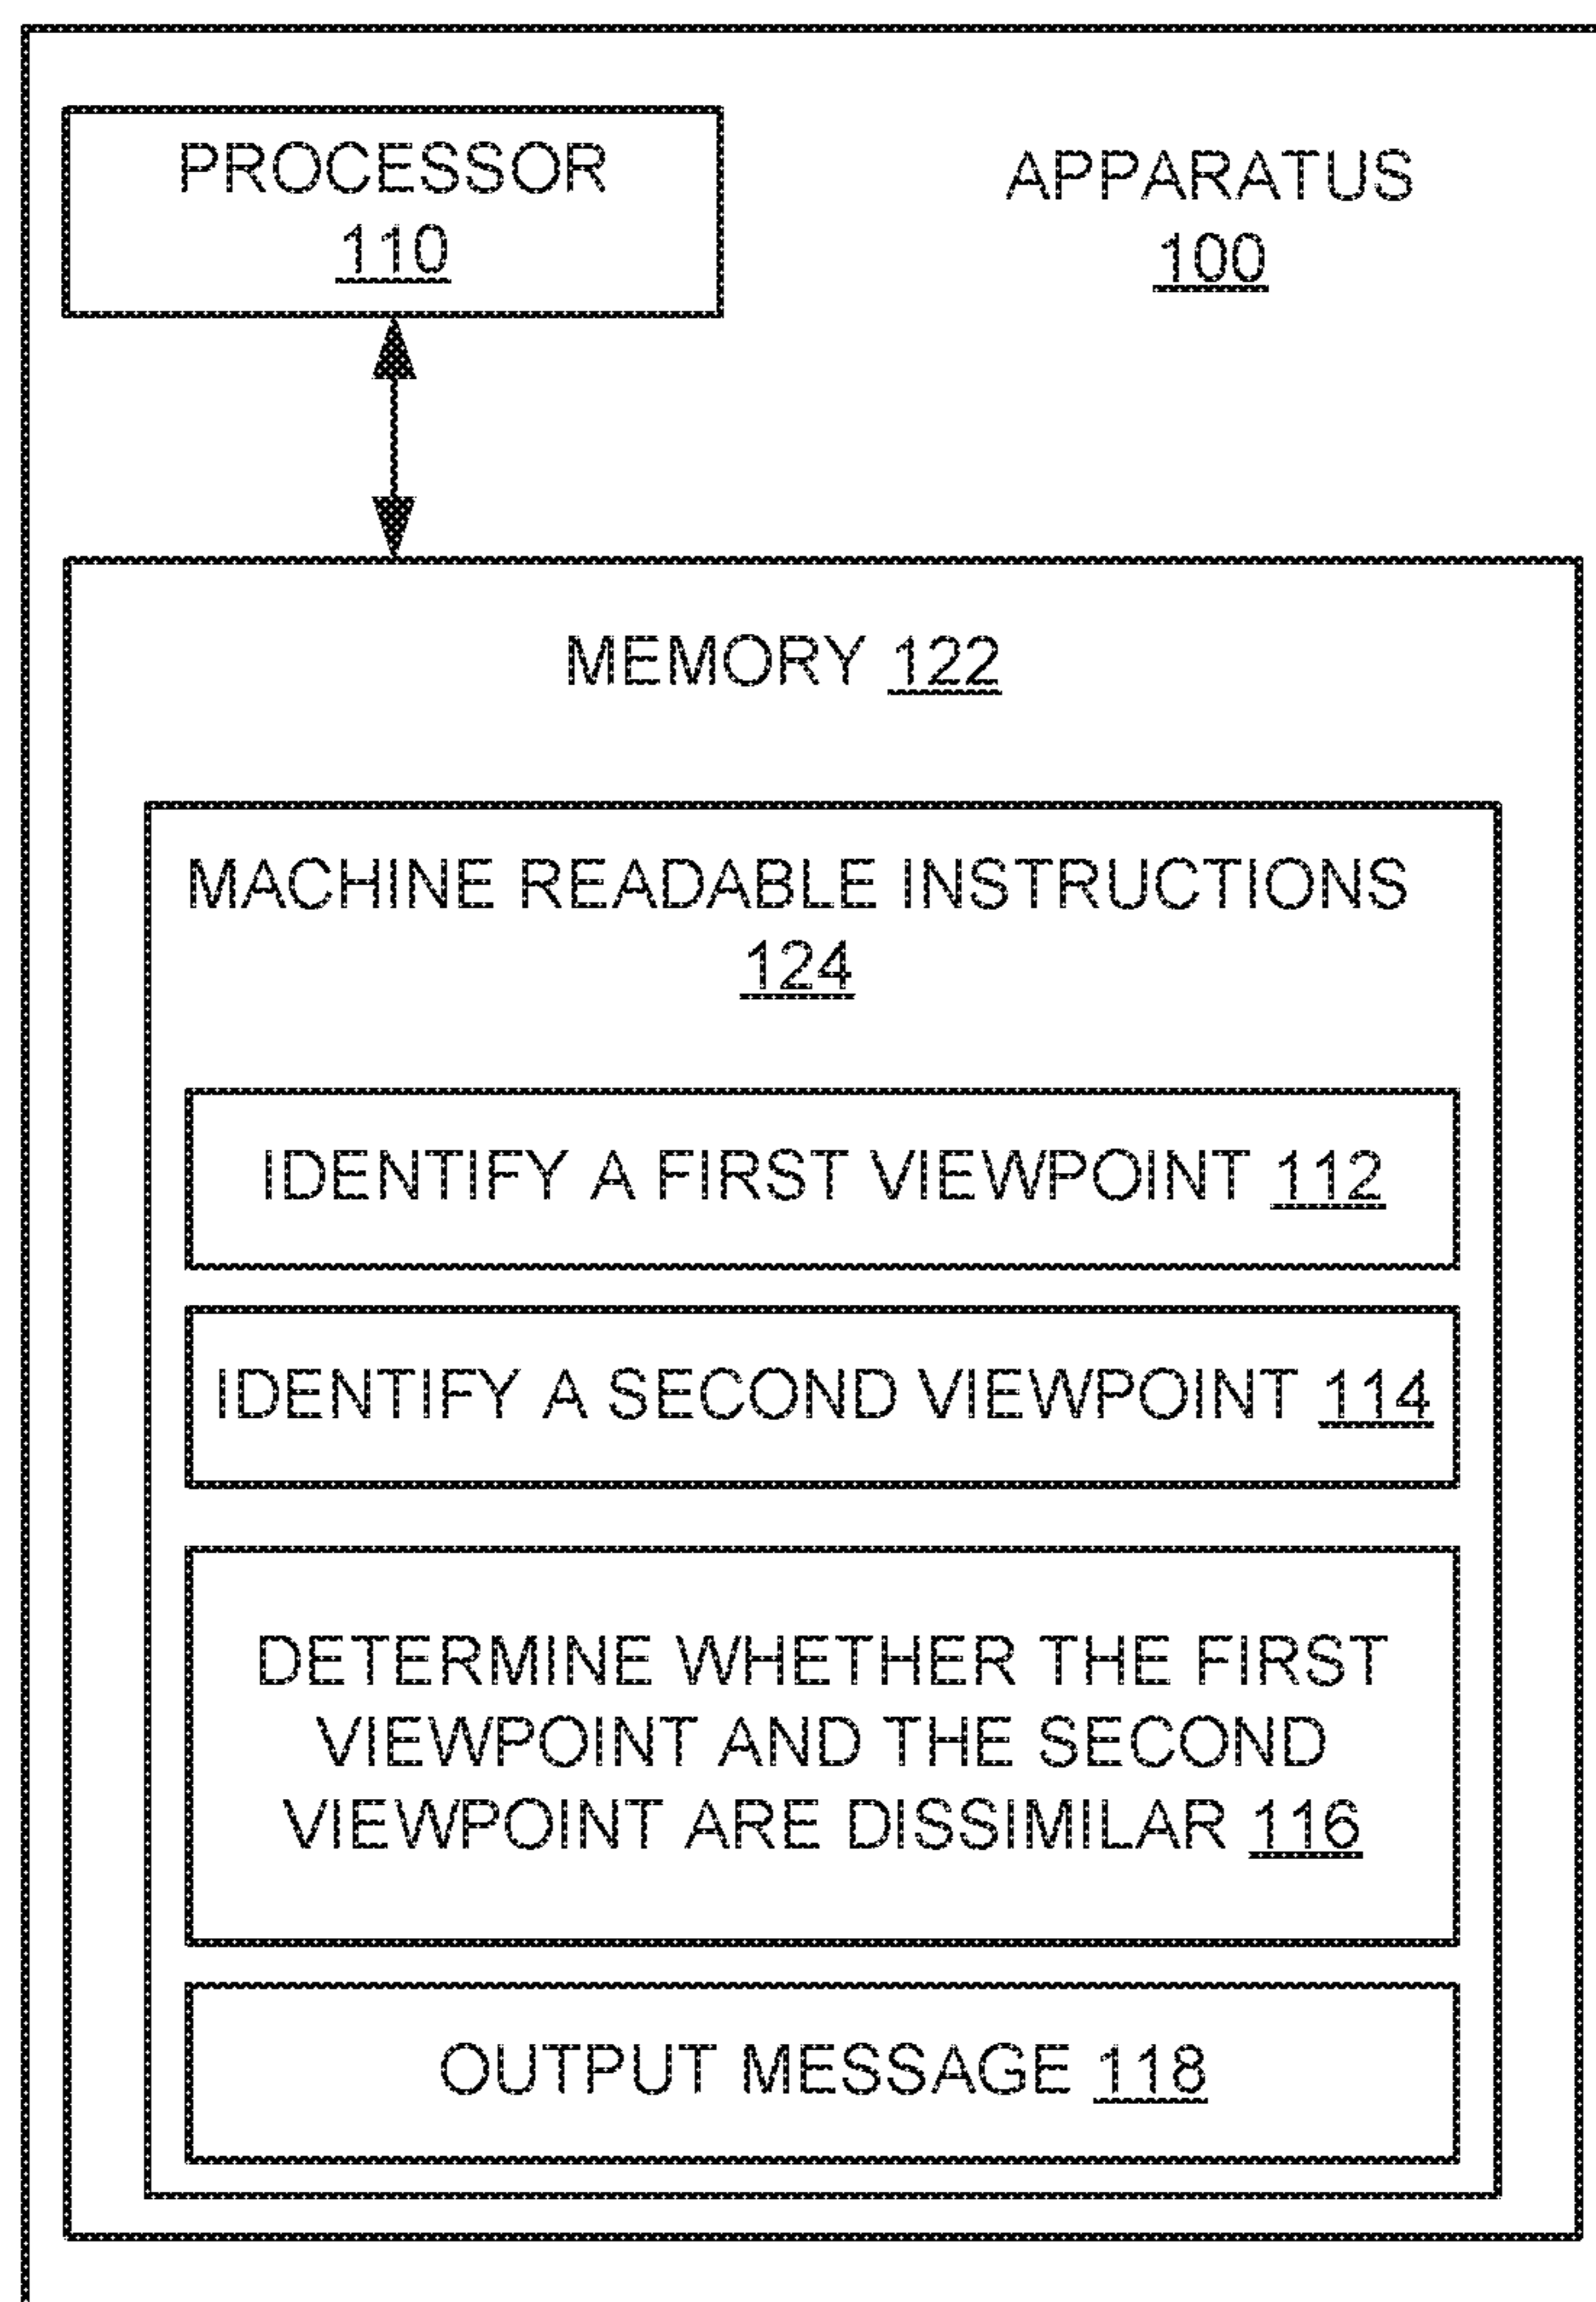 PROCESSOR
110
APPARATUS
100
MEMORY 122
MACHINE READABLE INSTRUCTIONS
124
IDENTIFY A FIRST VIEWPOINT 112
IDENTIFY A SECOND VIEWPOINT 114
DETERMINE WHETHER THE FIRST
VIEWPOINT AND THE SECOND
VIEWPOINT ARE DISSIMILAR 116
OUTPUT MESSAGE 118